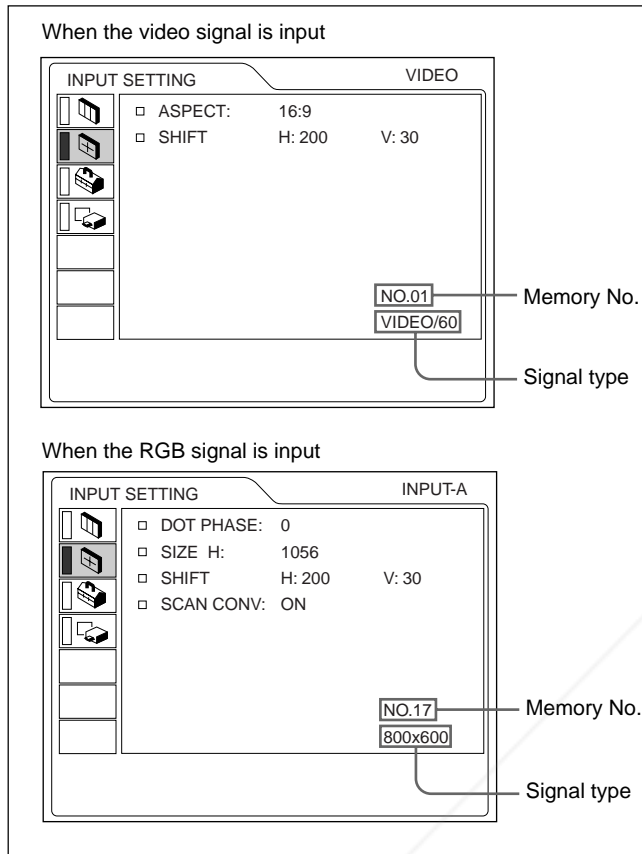 When the video signal is input
INPUT SETTING VIDEO
ASPECT: 16:9
SHIFT H: 200 V: 30
NO.01 Memory No.
VIDEO/60
Signal type
When the RGB signal is input
INPUT SETTING INPUT-A
DOT PHASE: 0
SIZE H: 1056
SHIFT H: 200 V: 30
SCAN CONV: ON
NO.17 Memory No.
800x600
Signal type